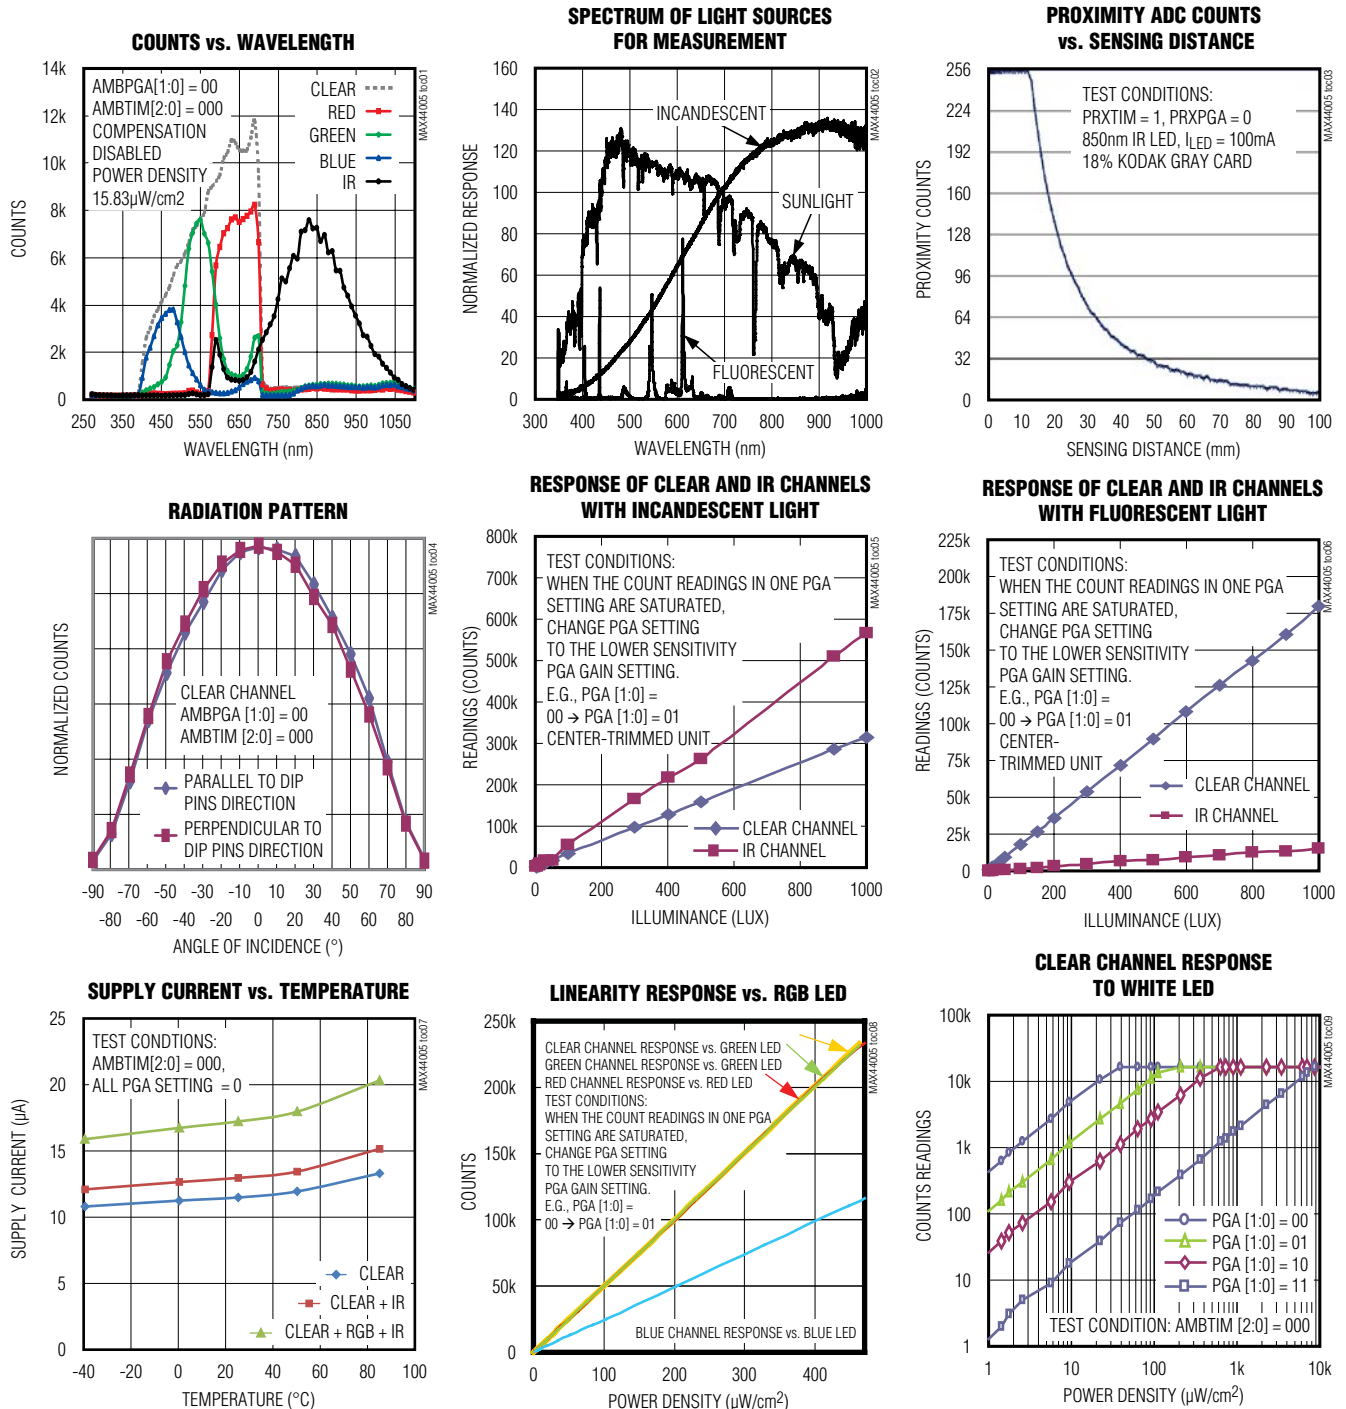 COUNTS vs. WAVELENGTH
14k
12k
10k
8k
6k
4k
2k
0
COUNTS
AMBPGA[1:0] = 00
AMBTIM[2:0] = 000
COMPENSATION
DISABLED
POWER DENSITY
15.83µW/cm2
CLEAR
RED
GREEN
BLUE
IR
MAX44005 toc01
250 350 450 550 650 750 850 950 1050
WAVELENGTH (nm)
SPECTRUM OF LIGHT SOURCES
FOR MEASUREMENT
160
140
120
100
80
60
40
20
0
NORMALIZED RESPONSE
INCANDESCENT
SUNLIGHT
FLUORESCENT
MAX44005 toc02
300 400 500 600 700 800 900 1000
WAVELENGTH (nm)
PROXIMITY ADC COUNTS
vs. SENSING DISTANCE
256
224
192
160
128
96
64
32
0
PROXIMITY COUNTS
TEST CONDITIONS:
PRXTIM = 1, PRXPGA = 0
850nm IR LED, ILED = 100mA
18% KODAK GRAY CARD
MAX44005 toc03
0 10 20 30 40 50 60 70 80 90 100
SENSING DISTANCE (mm)
RADIATION PATTERN
NORMALIZED COUNTS
CLEAR CHANNEL
AMBPGA [1:0] = 00
AMBTIM [2:0] = 000
PARALLEL TO DIP
PINS DIRECTION
PERPENDICULAR TO
DIP PINS DIRECTION
MAX44005 toc04
-90 -70 -50 -30 -10 10 30 50 70 90
-80 -60 -40 -20 0 20 40 60 80
ANGLE OF INCIDENCE (°)
RESPONSE OF CLEAR AND IR CHANNELS
WITH INCANDESCENT LIGHT
800k
700k
600k
500k
400k
300k
200k
100k
0
READINGS (COUNTS)
TEST CONDITIONS:
WHEN THE COUNT READINGS IN ONE PGA
SETTING ARE SATURATED,
CHANGE PGA SETTING
TO THE LOWER SENSITIVITY
PGA GAIN SETTING.
E.G., PGA [1:0] =
00 → PGA [1:0] = 01
CENTER-TRIMMED UNIT
CLEAR CHANNEL
IR CHANNEL
MAX44005 toc05
0 200 400 600 800 1000
ILLUMINANCE (LUX)
RESPONSE OF CLEAR AND IR CHANNELS
WITH FLUORESCENT LIGHT
225k
200k
175k
150k
125k
100k
75k
50k
25k
0
READINGS (COUNTS)
TEST CONDITIONS:
WHEN THE COUNT READINGS IN ONE PGA
SETTING ARE SATURATED,
CHANGE PGA SETTING
TO THE LOWER SENSITIVITY
PGA GAIN SETTING.
E.G., PGA [1:0] =
00 → PGA [1:0] = 01
CENTER-
TRIMMED UNIT
CLEAR CHANNEL
IR CHANNEL
MAX44005 toc06
0 200 400 600 800 1000
ILLUMINANCE (LUX)
SUPPLY CURRENT vs. TEMPERATURE
25
20
15
10
5
0
SUPPLY CURRENT (µA)
TEST CONDITIONS:
AMBTIM[2:0] = 000,
ALL PGA SETTING = 0
CLEAR
CLEAR + IR
CLEAR + RGB + IR
MAX44005 toc07
-40 -20 0 20 40 60 80 100
TEMPERATURE (°C)
LINEARITY RESPONSE vs. RGB LED
250k
200k
150k
100k
50k
0
COUNTS
CLEAR CHANNEL RESPONSE vs. GREEN LED
GREEN CHANNEL RESPONSE vs. GREEN LED
RED CHANNEL RESPONSE vs. RED LED
TEST CONDITIONS:
WHEN THE COUNT READINGS IN ONE PGA
SETTING ARE SATURATED,
CHANGE PGA SETTING
TO THE LOWER SENSITIVITY
PGA GAIN SETTING.
E.G., PGA [1:0] =
00 → PGA [1:0] = 01
BLUE CHANNEL RESPONSE vs. BLUE LED
MAX44005 toc08
0 100 200 300 400
POWER DENSITY (µW/cm2)
CLEAR CHANNEL RESPONSE
TO WHITE LED
100k
10k
1k
100
10
1
COUNTS READINGS
PGA [1:0] = 00
PGA [1:0] = 01
PGA [1:0] = 10
PGA [1:0] = 11
TEST CONDITION: AMBTIM [2:0] = 000
MAX44005 toc09
1 10 100 1k 10k
POWER DENSITY (µW/cm2)